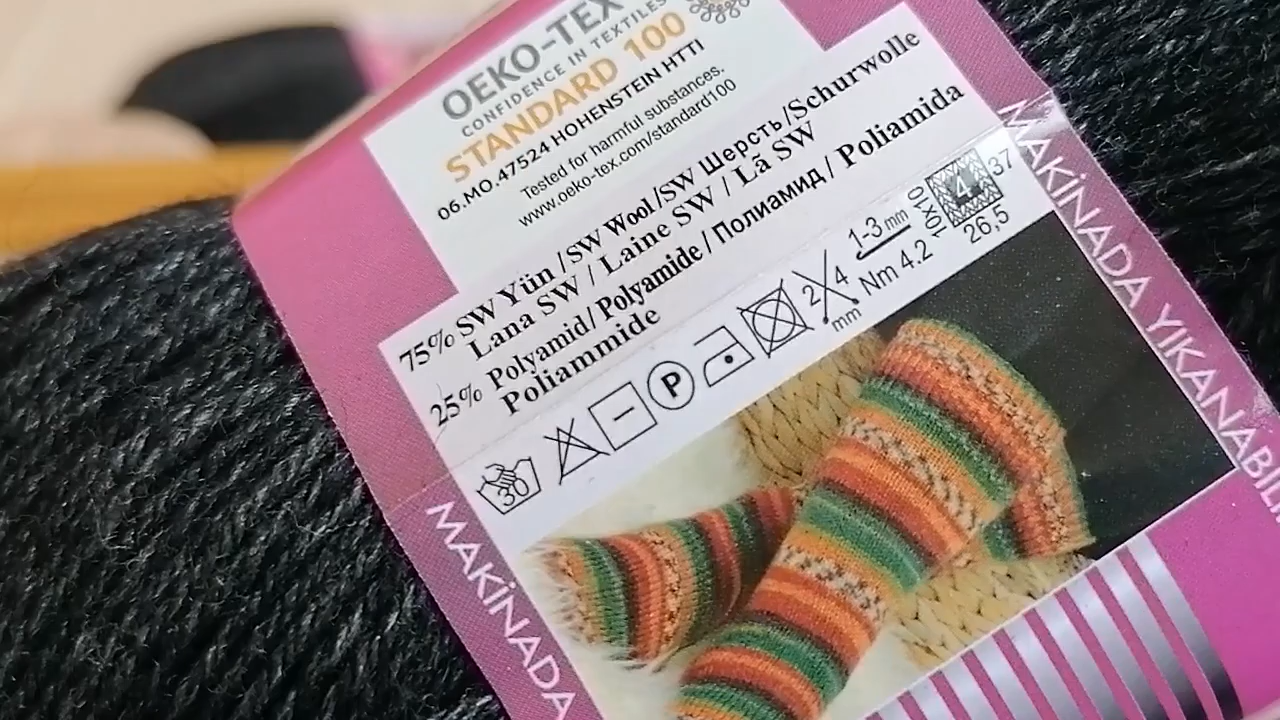 OEKO-TEX
CONFIDENCE IN TEXTILES
STANDARD 100
06.MO.47524 HOHENSTEIN HTTI
Tested for harmful substances.
www.oeko-tex.com/standard100
75% SW Yün / SW Wool/SW Шерсть /Schurwolle
Lana SW / Laine SW / Lã SW
25% Polyamid/ Polyamide / Полиамид / Poliamida
Poliammide
30
P
2 4
mm
1-3 mm
Nm 4.2
10x10
4
37
26,5
MAKİNADA YIKANABİL
MAKİNADA